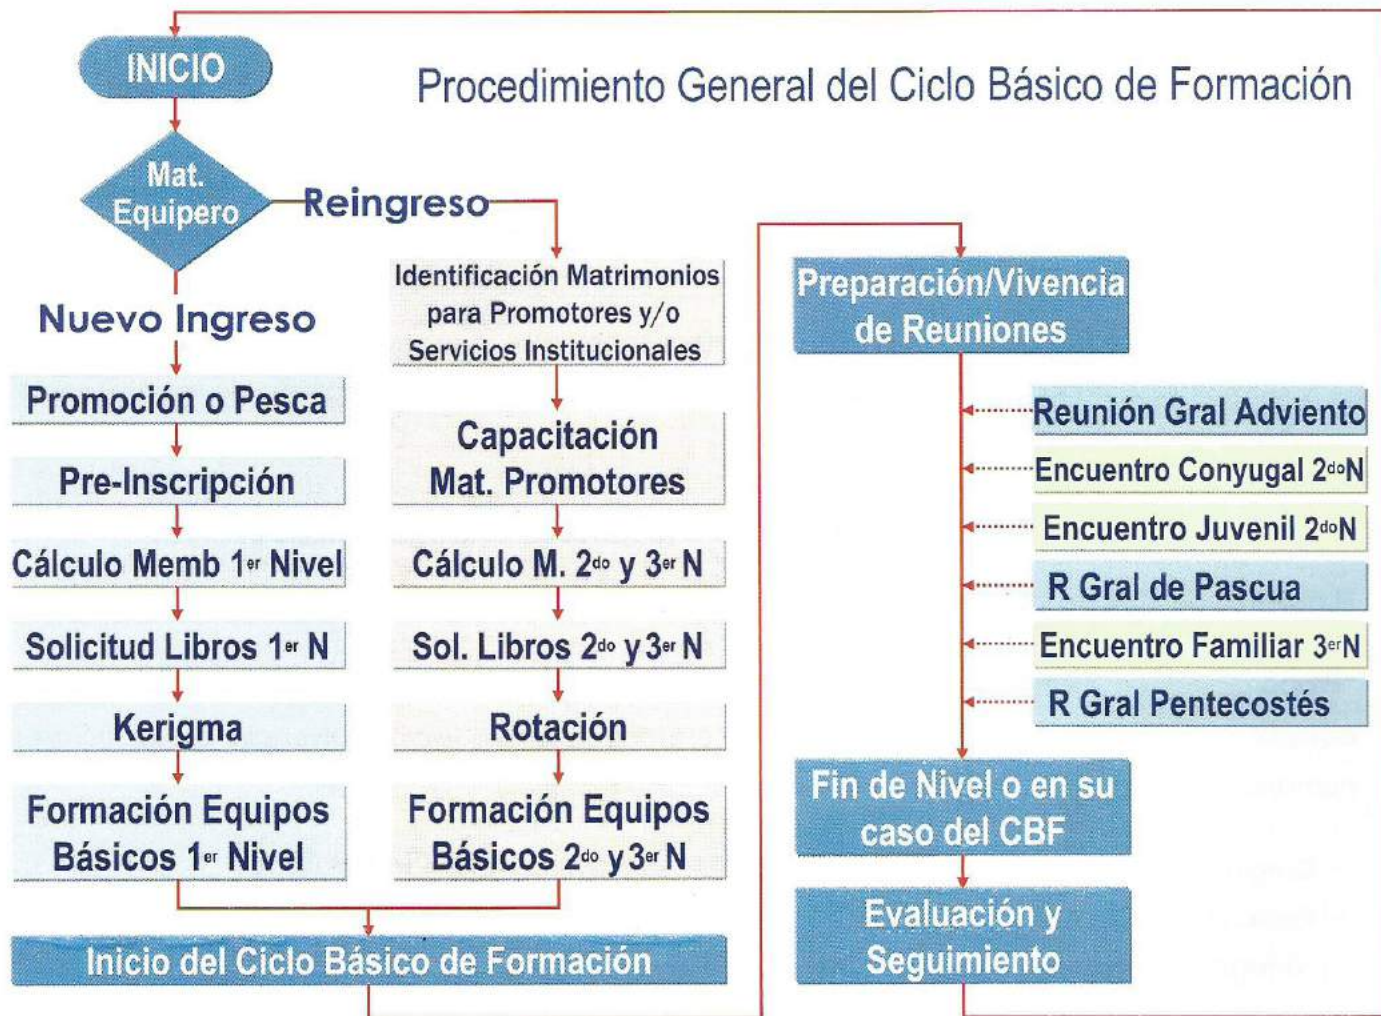 INICIO
Procedimiento General del Ciclo Básico de Formación
Mat.
Equipero
Reingreso
Nuevo Ingreso
Promoción o Pesca
Pre-Inscripción
Cálculo Memb 1er Nivel
Solicitud Libros 1er N
Kerigma
Formación Equipos
Básicos 1er Nivel
Identificación Matrimonios
para Promotores y/o
Servicios Institucionales
Capacitación
Mat. Promotores
Cálculo M. 2do y 3er N
Sol. Libros 2do y 3er N
Rotación
Formación Equipos
Básicos 2do y 3er N
Inicio del Ciclo Básico de Formación
Preparación/Vivencia
de Reuniones
Reunión Gral Adviento
Encuentro Conyugal 2doN
Encuentro Juvenil 2doN
R Gral de Pascua
Encuentro Familiar 3erN
R Gral Pentecostés
Fin de Nivel o en su
caso del CBF
Evaluación y
Seguimiento